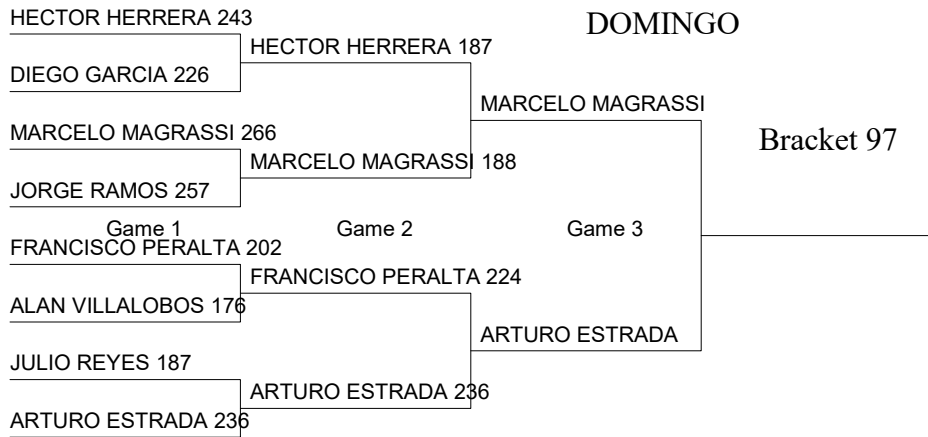 HECTOR HERRERA 243
DOMINGO
HECTOR HERRERA 187
DIEGO GARCIA 226
MARCELO MAGRASSI
MARCELO MAGRASSI 266
Bracket 97
MARCELO MAGRASSI 188
JORGE RAMOS 257
Game 1
Game 2
Game 3
FRANCISCO PERALTA 202
FRANCISCO PERALTA 224
ALAN VILLALOBOS 176
ARTURO ESTRADA
JULIO REYES 187
ARTURO ESTRADA 236
ARTURO ESTRADA 236